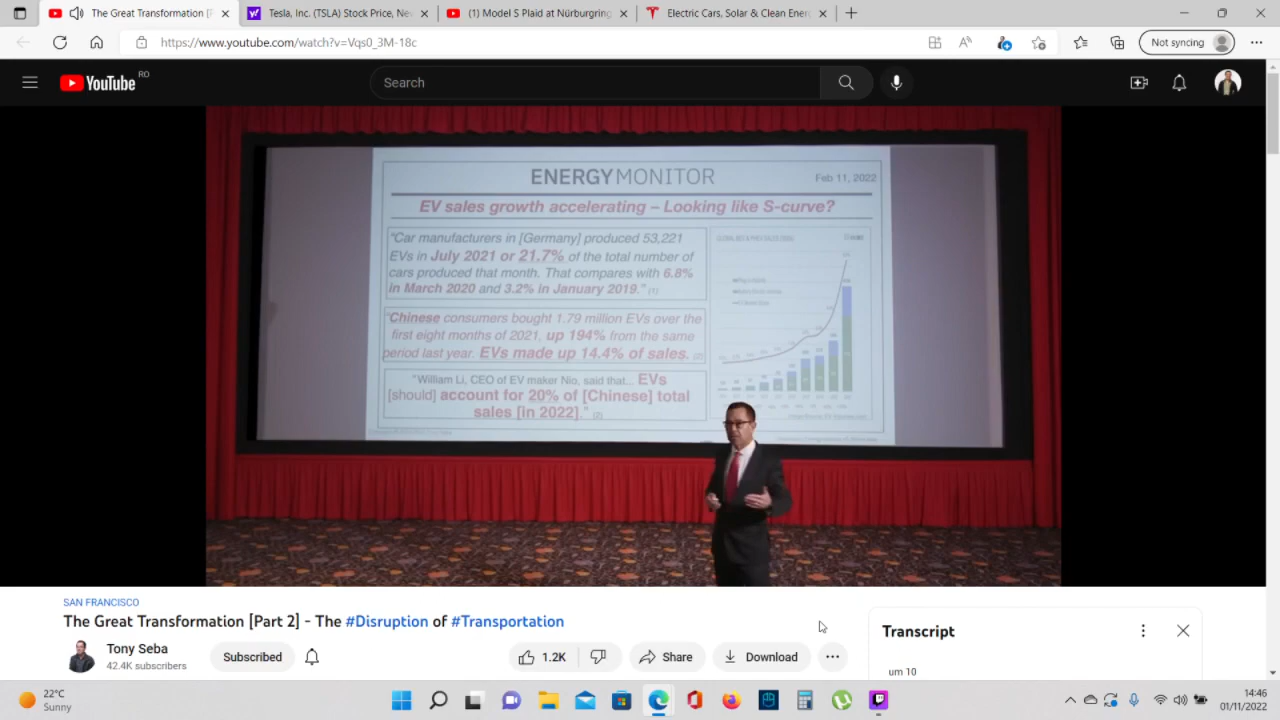 The Great Transformation [P
Tesla, Inc. (TSLA) Stock Price, Nev
(1) Model S Plaid at Nürburgring
Electric Cars, Solar & Clean Energ
https://www.youtube.com/watch?v=Vqs0_3M-18c
Not syncing
YouTube RO
Search
ENERGYMONITOR
Feb 11, 2022
EV sales growth accelerating – Looking like S-curve?
"Car manufacturers in [Germany] produced 53,221
EVs in July 2021 or 21.7% of the total number of
cars produced that month. That compares with 6.8%
in March 2020 and 3.2% in January 2019." (1)
"Chinese consumers bought 1.79 million EVs over the
first eight months of 2021, up 194% from the same
period last year. EVs made up 14.4% of sales. (2)
"William Li, CEO of EV maker Nio, said that... EVs
[should] account for 20% of [Chinese] total
sales [in 2022]." (2)
SAN FRANCISCO
The Great Transformation [Part 2] - The #Disruption of #Transportation
Tony Seba
42.4K subscribers
Subscribed
1.2K
Share
Download
Transcript
um 10
22°C
Sunny
14:46
01/11/2022